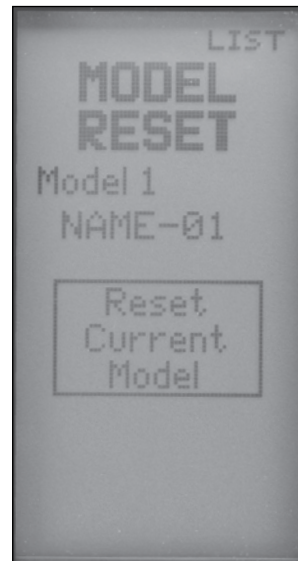 LIST
MODEL
RESET
Model 1
NAME-01
Reset
Current
Model